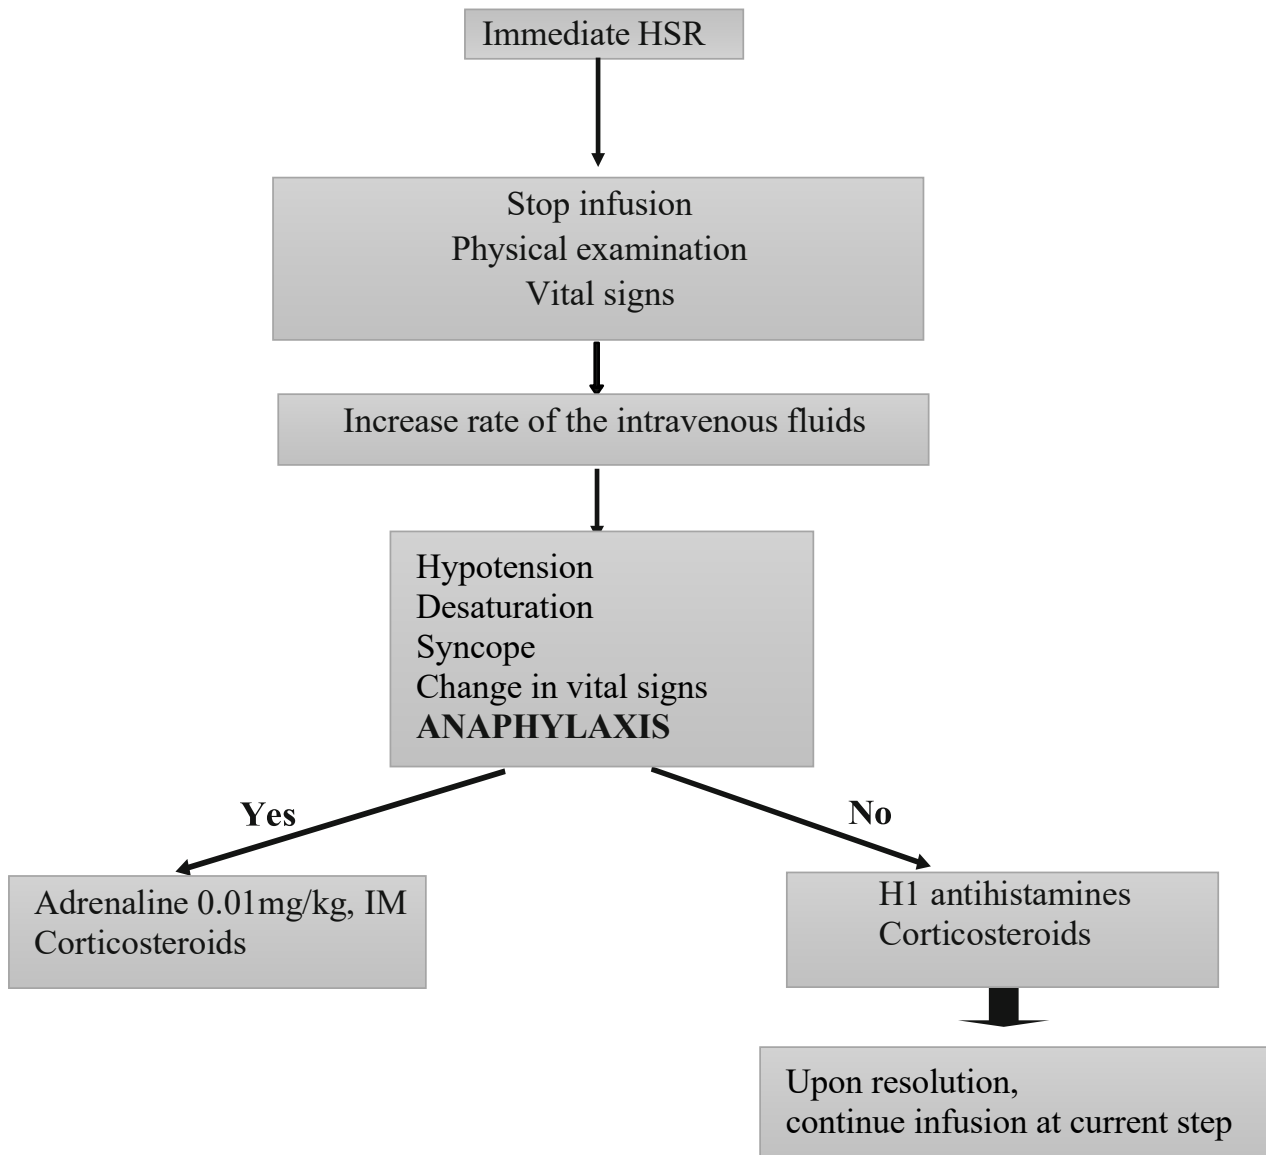 Immediate HSR
Stop infusion
Physical examination
Vital signs
Increase rate of the intravenous fluids
Hypotension
Desaturation
Syncope
Change in vital signs
ANAPHYLAXIS
Yes
No
Adrenaline 0.01mg/kg, IM
Corticosteroids
H1 antihistamines
Corticosteroids
Upon resolution,
continue infusion at current step